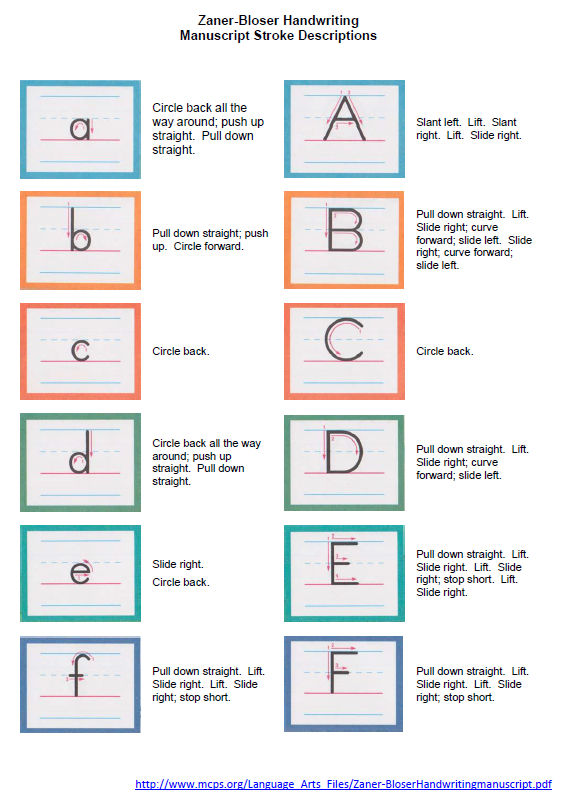 Zaner-Bloser Handwriting
Manuscript Stroke Descriptions
a
Circle back all the
way around; push up
straight. Pull down
straight.
A
Slant left. Lift. Slant
right. Lift. Slide right.
b
Pull down straight; push
up. Circle forward.
B
Pull down straight. Lift.
Slide right; curve
forward; slide left. Slide
right; curve forward;
slide left.
c
Circle back.
C
Circle back.
d
Circle back all the way
around; push up
straight. Pull down
straight.
D
Pull down straight. Lift.
Slide right; curve
forward; slide left.
e
Slide right.
Circle back.
E
Pull down straight. Lift.
Slide right. Lift. Slide
right; stop short. Lift.
Slide right.
f
Pull down straight. Lift.
Slide right. Lift. Slide
right; stop short.
F
Pull down straight. Lift.
Slide right. Lift. Slide
right; stop short.
http://www.mcps.org/Language_Arts_Files/Zaner-BloserHandwritingmanuscript.pdf